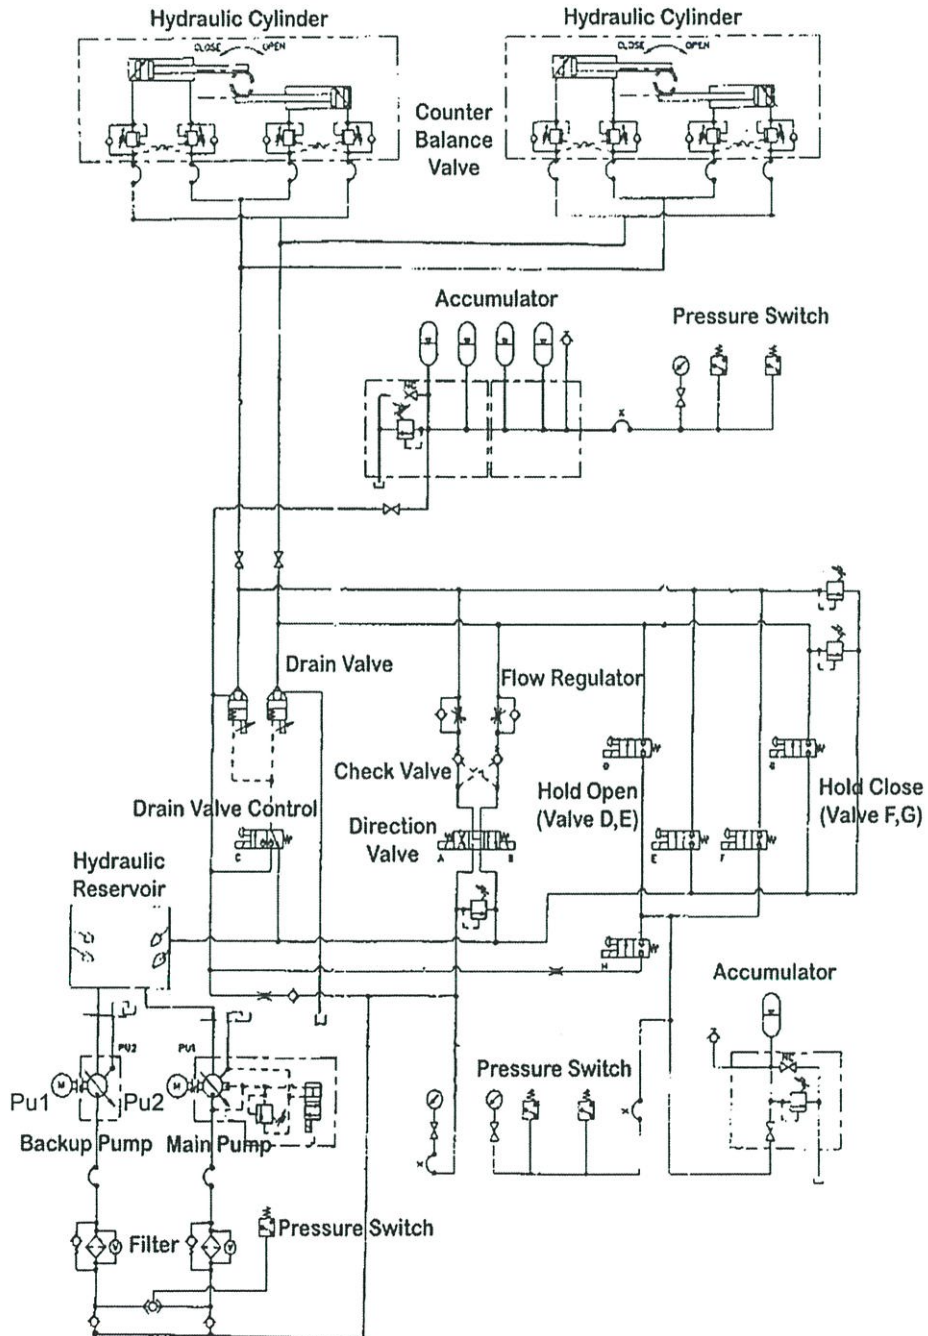 Hydraulic Cylinder
Hydraulic Cylinder
CLOSE OPEN
CLOSE OPEN
Counter
Balance
Valve
Accumulator
Pressure Switch
X
Drain Valve
Flow Regulator
Check Valve
D
G
Hold Open
(Valve D,E)
Hold Close
(Valve F,G)
Drain Valve Control
Direction
Valve
C
A
B
E
F
Hydraulic
Reservoir
H
Accumulator
PU2
PU1
NC
M
M
Pressure Switch
X
X
Pu1
Pu2
Backup Pump
Main Pump
Pressure Switch
Filter